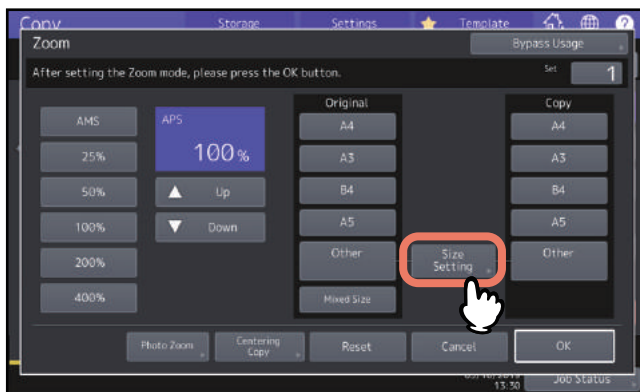 Copy Storage Settings Template ?
Zoom Bypass Usage
After setting the Zoom mode, please press the OK button. Set 1
Original Copy
AMS APS A4 A4
25% 100 % A3 A3
50% Up B4 B4
100% Down A5 A5
200% Other Size Setting Other
400% Mixed Size
Photo Zoom Centering Copy Reset Cancel OK
13:30 Job Status